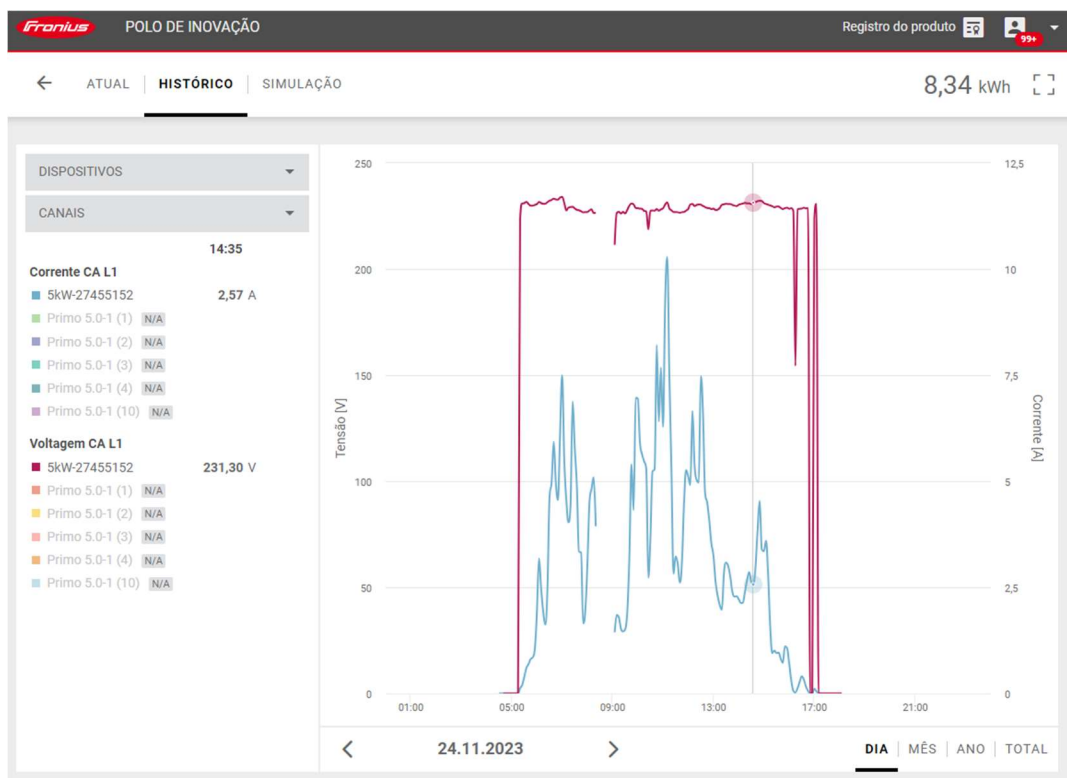 Fronius POLO DE INOVAÇÃO Registro do produto 99+
ATUAL HISTÓRICO SIMULAÇÃO 8,34 kWh
DISPOSITIVOS
CANAIS
14:35
Corrente CA L1
5kW-27455152 2,57 A
Primo 5.0-1 (1) N/A
Primo 5.0-1 (2) N/A
Primo 5.0-1 (3) N/A
Primo 5.0-1 (4) N/A
Primo 5.0-1 (10) N/A
Voltagem CA L1
5kW-27455152 231,30 V
Primo 5.0-1 (1) N/A
Primo 5.0-1 (2) N/A
Primo 5.0-1 (3) N/A
Primo 5.0-1 (4) N/A
Primo 5.0-1 (10) N/A
Tensão [V]
250
200
150
100
50
0
12,5
10
7,5
5
2,5
0
Corrente [A]
01:00 05:00 09:00 13:00 17:00 21:00
24.11.2023 DIA MÊS ANO TOTAL